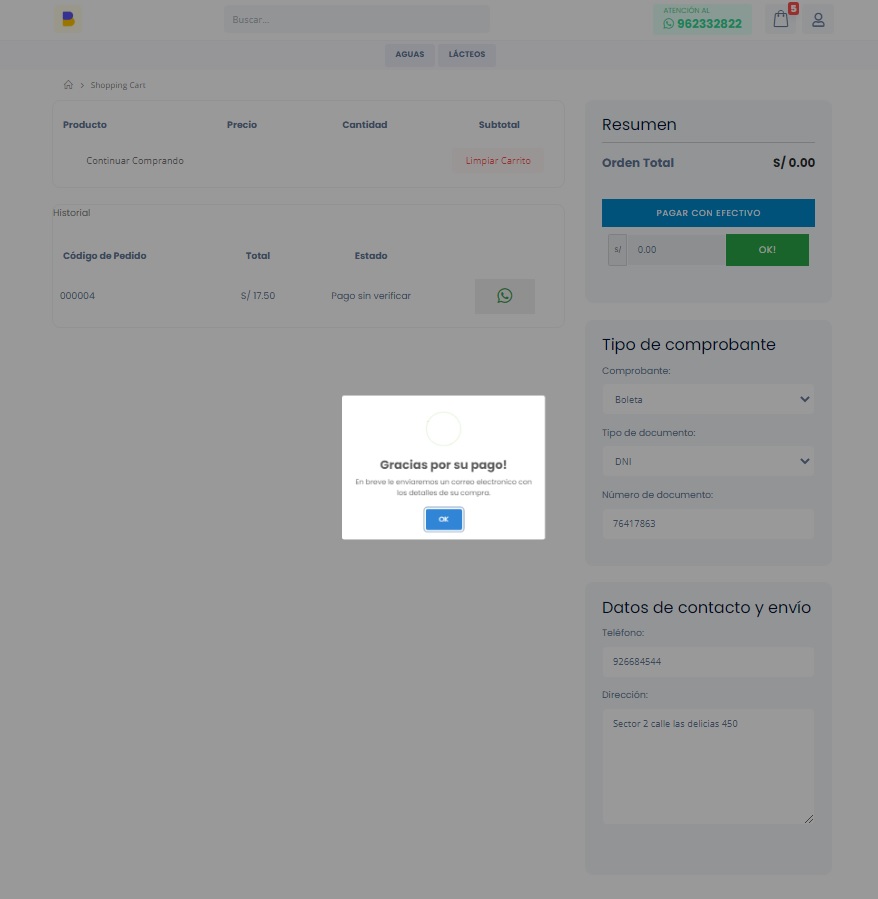 Buscar...
ATENCIÓN AL
962332822
5
AGUAS LÁCTEOS
Shopping Cart
Producto Precio Cantidad Subtotal
Continuar Comprando Limpiar Carrito
Historial
Código de Pedido Total Estado
000004 S/ 17.50 Pago sin verificar
Resumen
Orden Total S/ 0.00
PAGAR CON EFECTIVO
S/ 0.00 OK!
Tipo de comprobante
Comprobante:
Boleta
Tipo de documento:
DNI
Número de documento:
76417863
Gracias por su pago!
En breve le enviaremos un correo electronico con
los detalles de su compra.
OK
Datos de contacto y envío
Teléfono:
926684544
Dirección:
Sector 2 calle las delicias 450